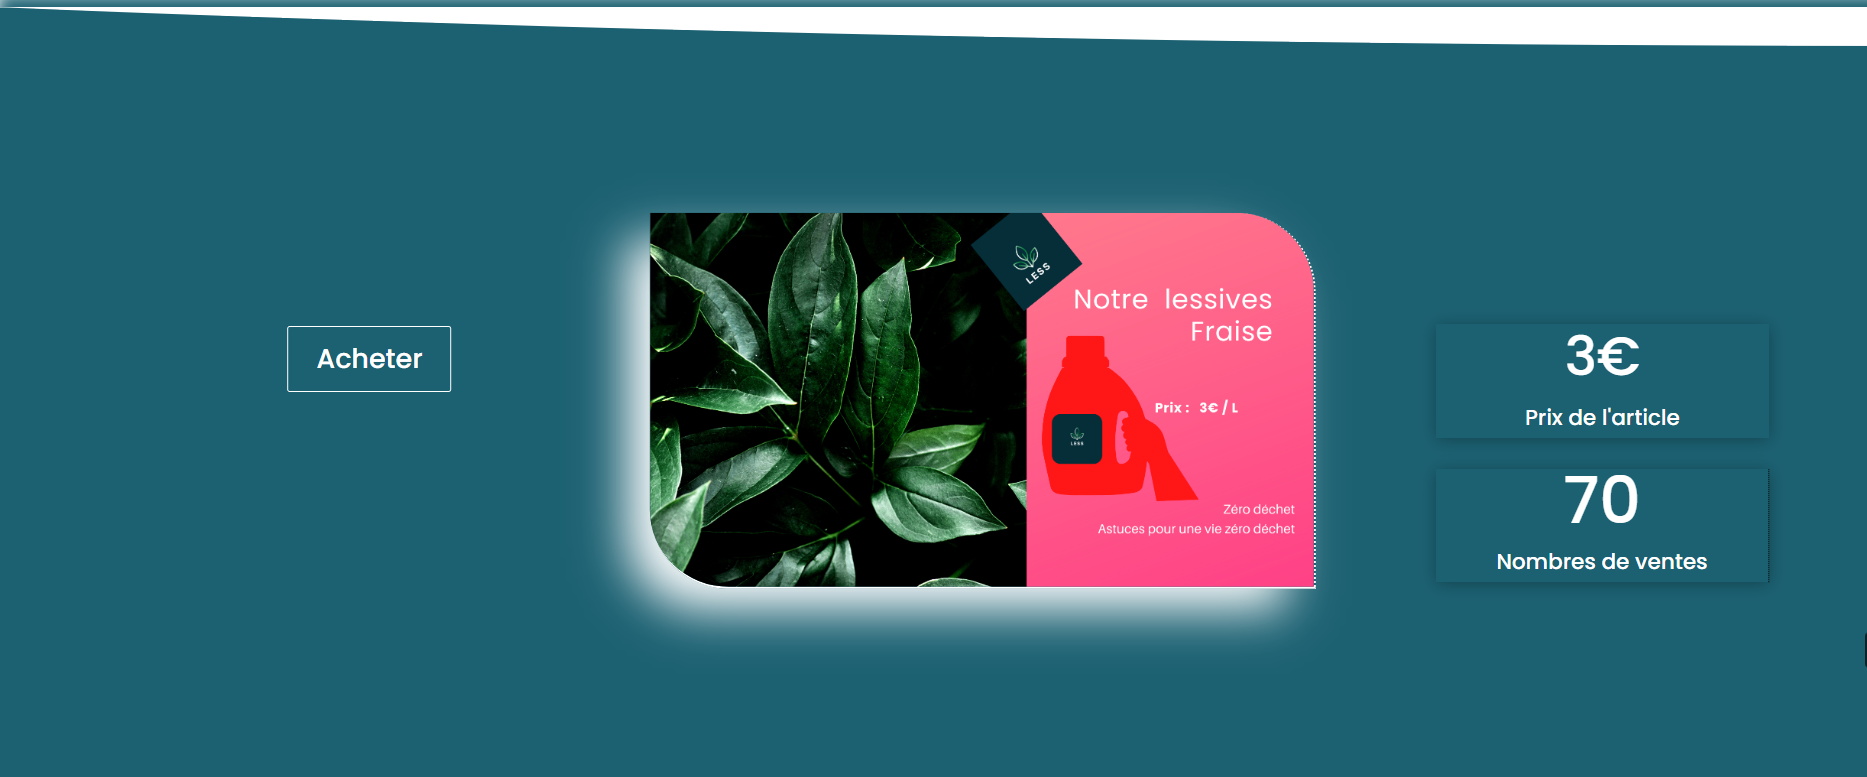 Acheter
LESS
Notre lessives
Fraise
Prix : 3€ / L
LESS
Zéro déchet
Astuces pour une vie zéro déchet
3€
Prix de l'article
70
Nombres de ventes